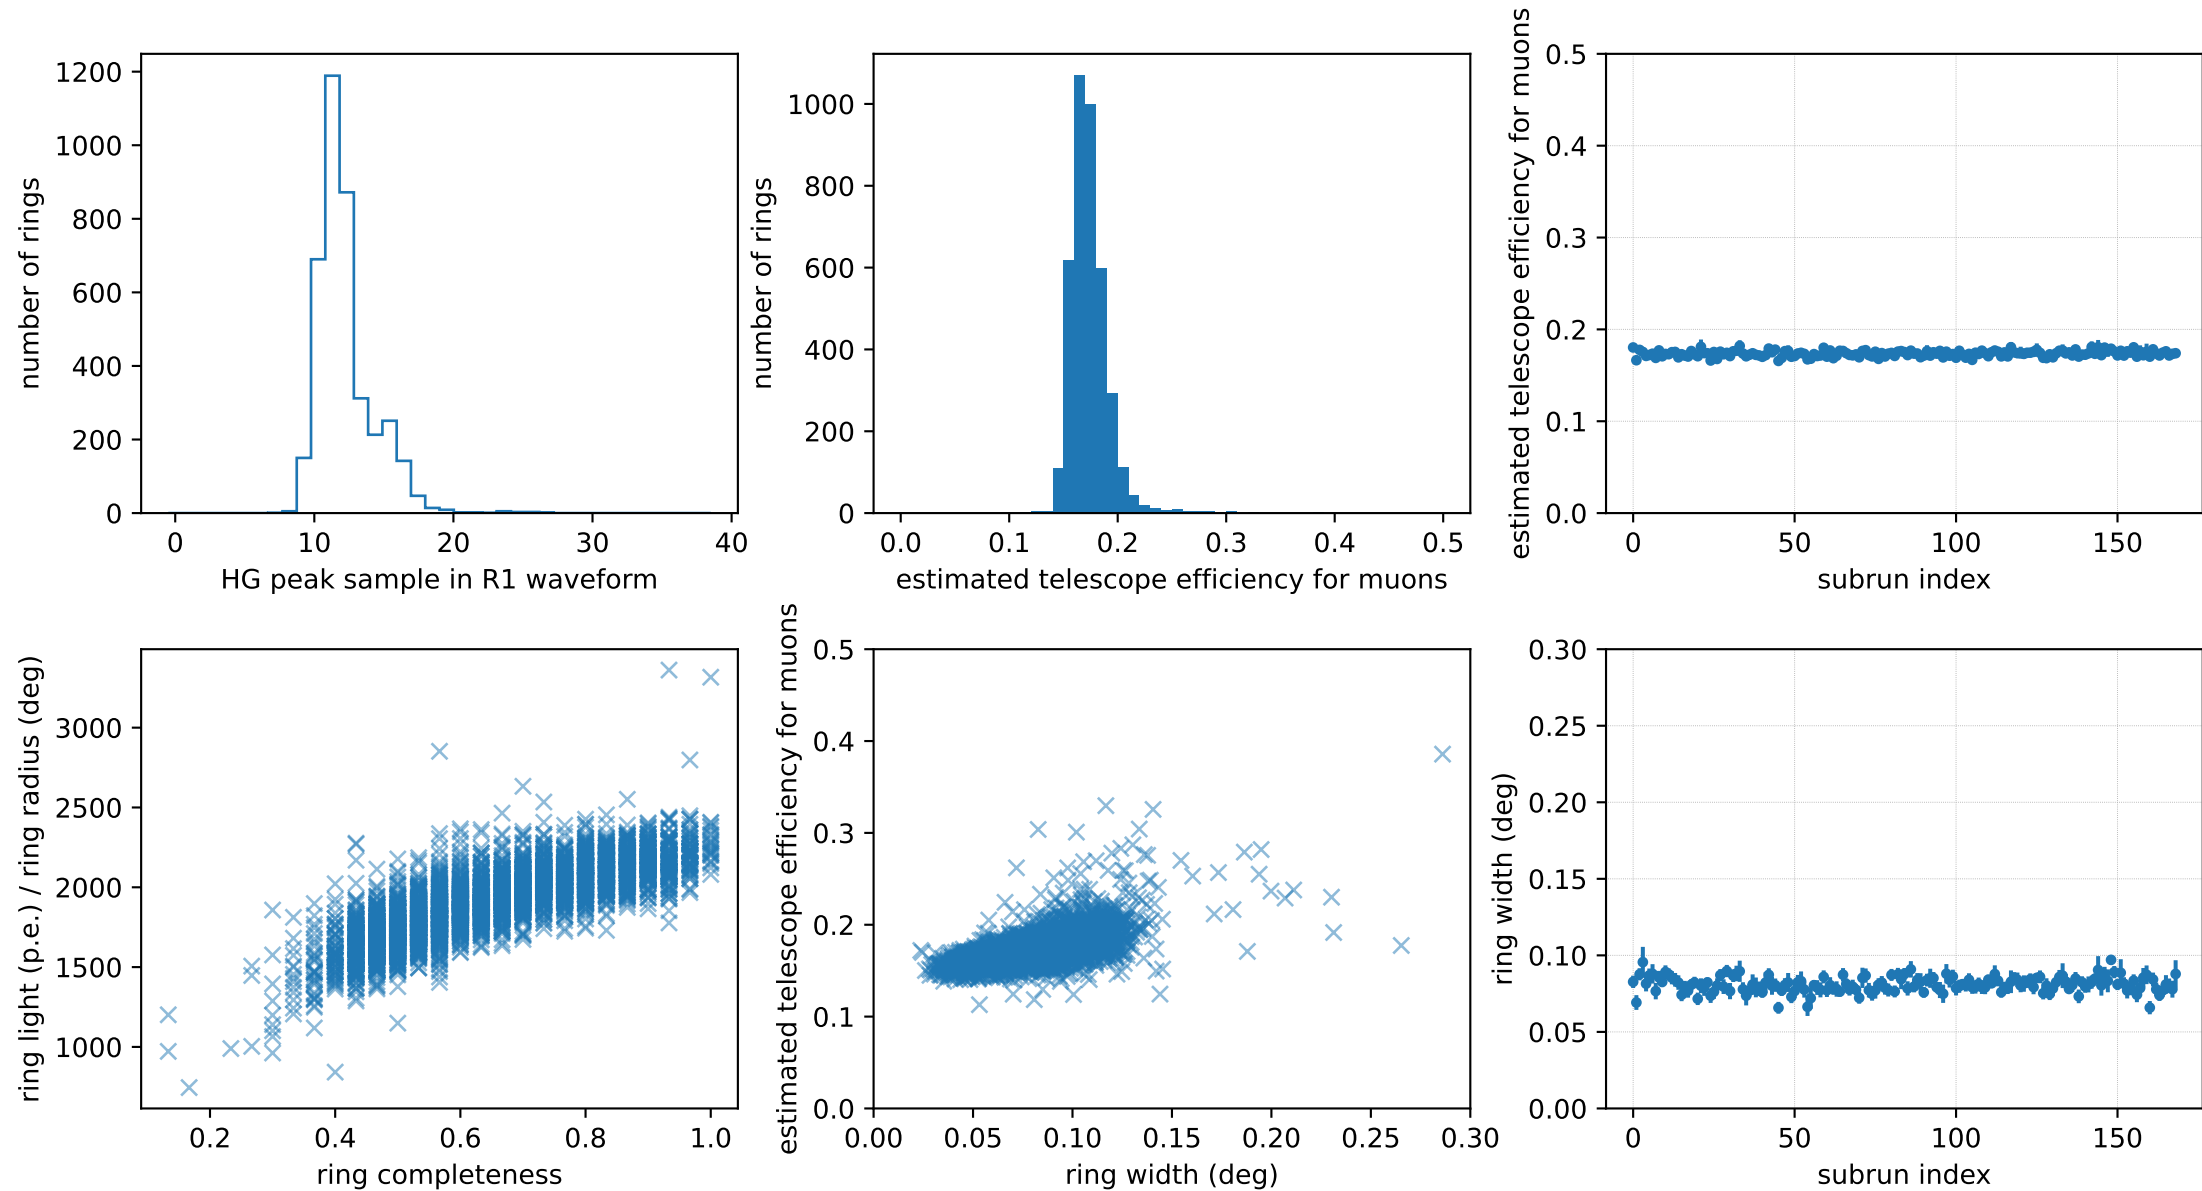 number of rings
1200
1000
800
600
400
200
0
0 10 20 30 40
HG peak sample in R1 waveform
number of rings
1000
800
600
400
200
0
0.0 0.1 0.2 0.3 0.4 0.5
estimated telescope efficiency for muons
estimated telescope efficiency for muons
0.5
0.4
0.3
0.2
0.1
0.0
0 50 100 150
subrun index
ring light (p.e.) / ring radius (deg)
3000
2500
2000
1500
1000
0.2 0.4 0.6 0.8 1.0
ring completeness
estimated telescope efficiency for muons
0.5
0.4
0.3
0.2
0.1
0.0
0.00 0.05 0.10 0.15 0.20 0.25 0.30
ring width (deg)
ring width (deg)
0.30
0.25
0.20
0.15
0.10
0.05
0.00
0 50 100 150
subrun index